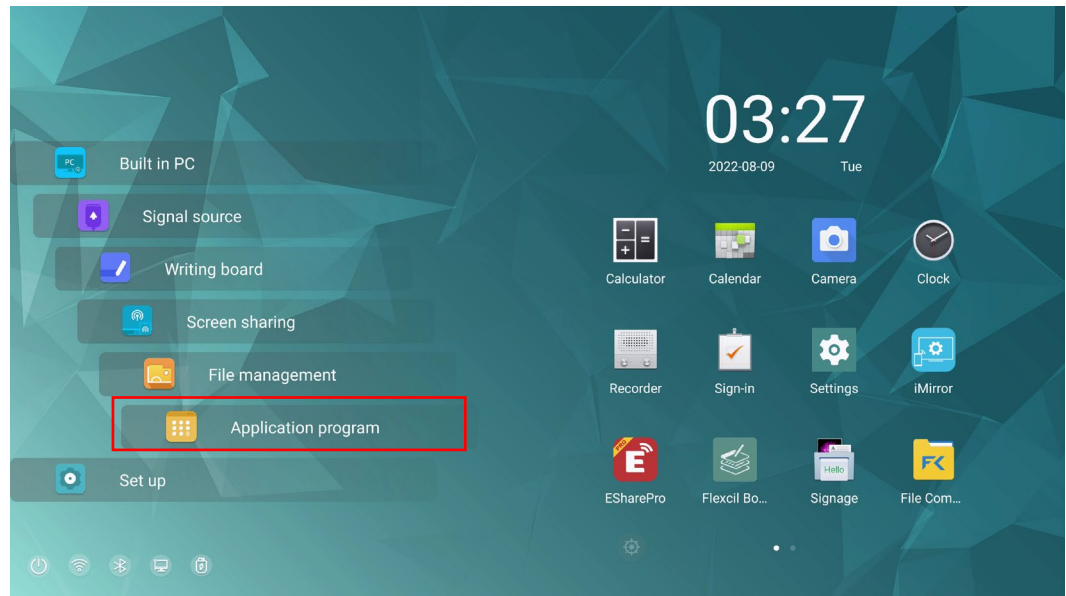 PC
Built in PC
Signal source
Writing board
Screen sharing
File management
Application program
Set up
03:27
2022-08-09 Tue
Calculator
Calendar
Camera
Clock
Recorder
Sign-in
Settings
iMirror
PRO
E
Hello
FK
ESharePro
Flexcil Bo...
Signage
File Com...